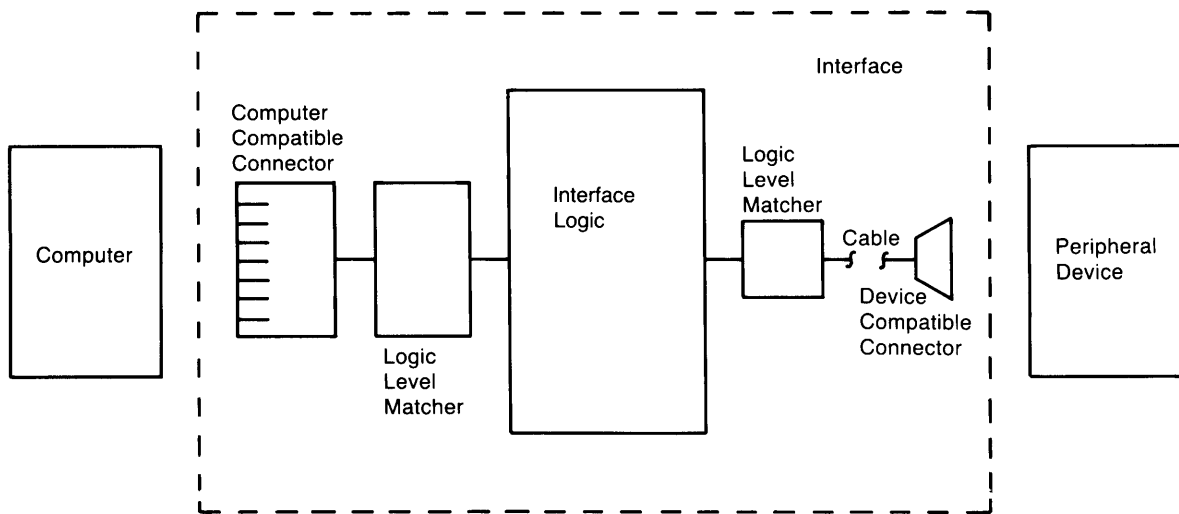 Interface
Computer
Compatible
Connector
Computer
Logic
Level
Matcher
Interface
Logic
Logic
Level
Matcher
Cable
Device
Compatible
Connector
Peripheral
Device